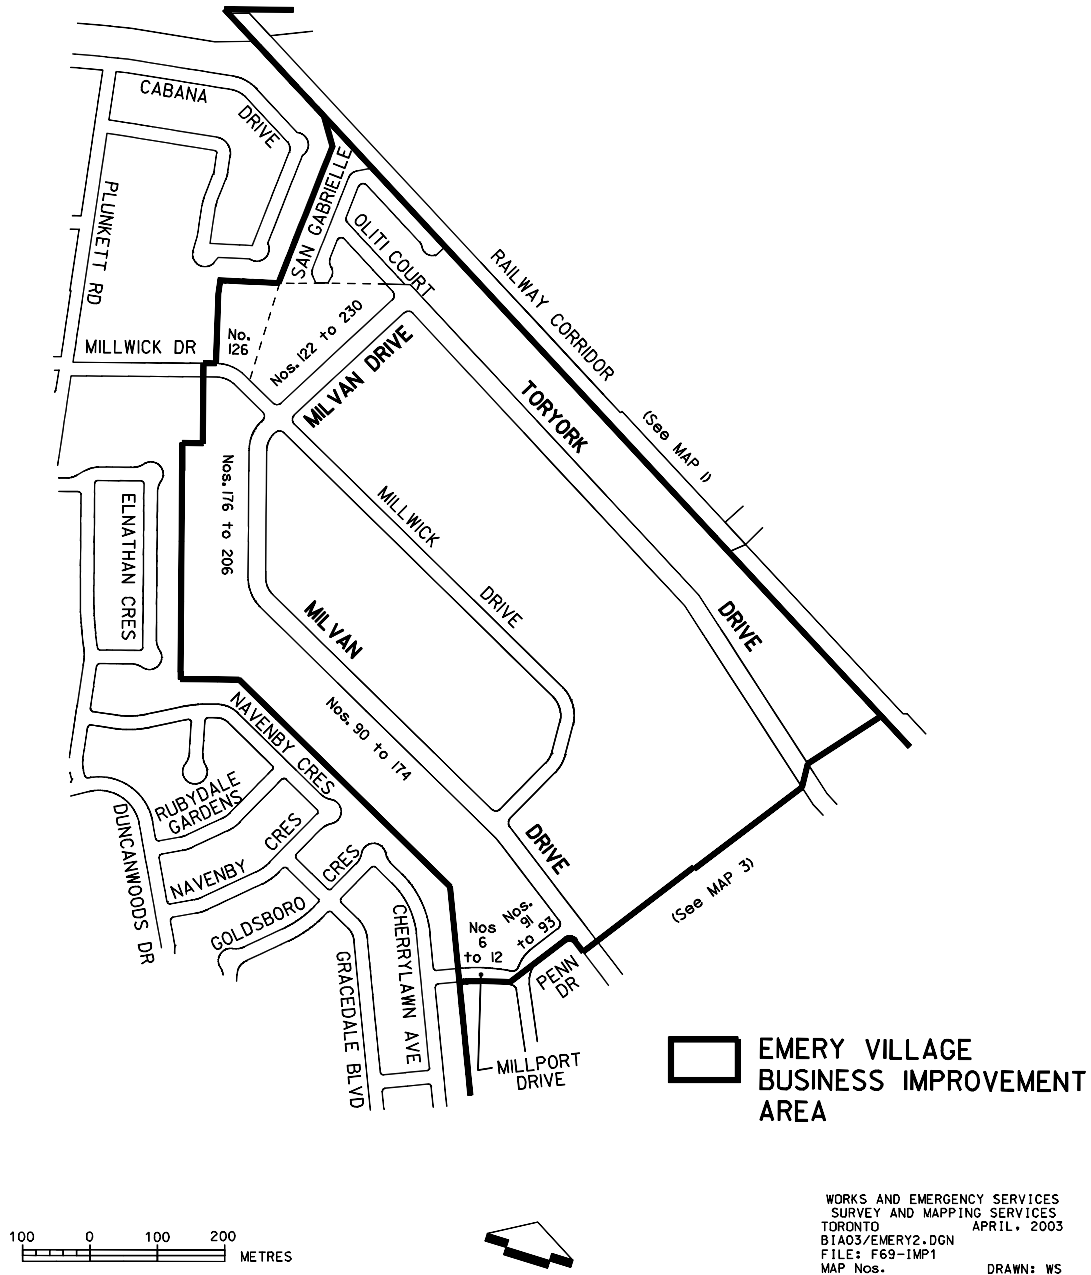 CABANA
DRIVE
PLUNKETT RD
SAN GABRIELLE
OLITI COURT
RAILWAY CORRIDOR
MILLWICK DR
No.
126
Nos. 122 to 230
MILVAN DRIVE
TORYORK
DRIVE
(See MAP 1)
Nos. 176 to 206
MILLWICK
DRIVE
ELNATHAN CRES
MILVAN
DRIVE
Nos. 90 to 174
NAVENBY CRES
RUBYDALE
GARDENS
DUNCANWOODS DR
NAVENBY
CRES
GOLDSBORO
CRES
CHERRYLAWN AVE
GRACEDALE BLVD
Nos
6
to 12
Nos.
91
to 93
PENN
DR
(See MAP 3)
MILLPORT
DRIVE
EMERY VILLAGE
BUSINESS IMPROVEMENT
AREA
100 0 100 200
METRES
WORKS AND EMERGENCY SERVICES
SURVEY AND MAPPING SERVICES
TORONTO APRIL, 2003
BIA03/EMERY2.DGN
FILE: F69-IMP1
MAP Nos. DRAWN: WS